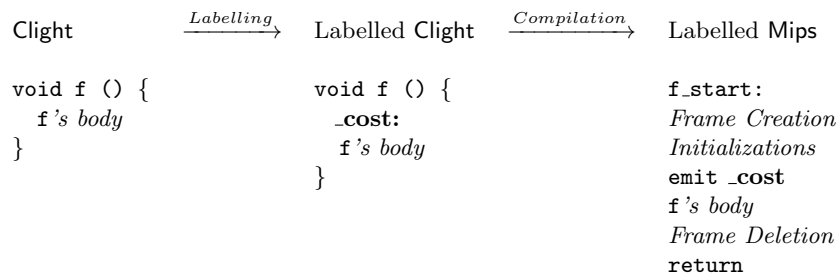 Clight Labelling Labelled Clight Compilation Labelled Mips
void f () { void f () { f_start:
f's body _cost: Frame Creation
} f's body Initializations
} emit _cost
f's body
Frame Deletion
return